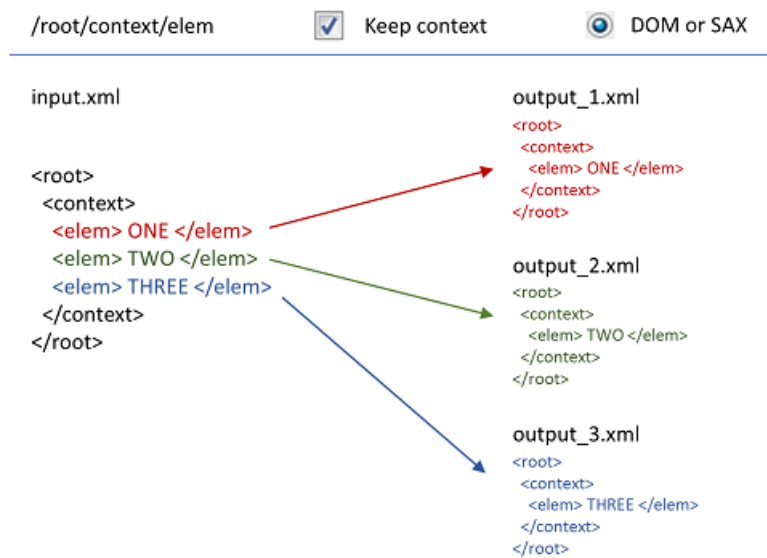 /root/context/elem
Keep context
DOM or SAX
input.xml
<root>
<context>
<elem> ONE </elem>
<elem> TWO </elem>
<elem> THREE </elem>
</context>
</root>
output_1.xml
<root>
<context>
<elem> ONE </elem>
</context>
</root>
output_2.xml
<root>
<context>
<elem> TWO </elem>
</context>
</root>
output_3.xml
<root>
<context>
<elem> THREE </elem>
</context>
</root>